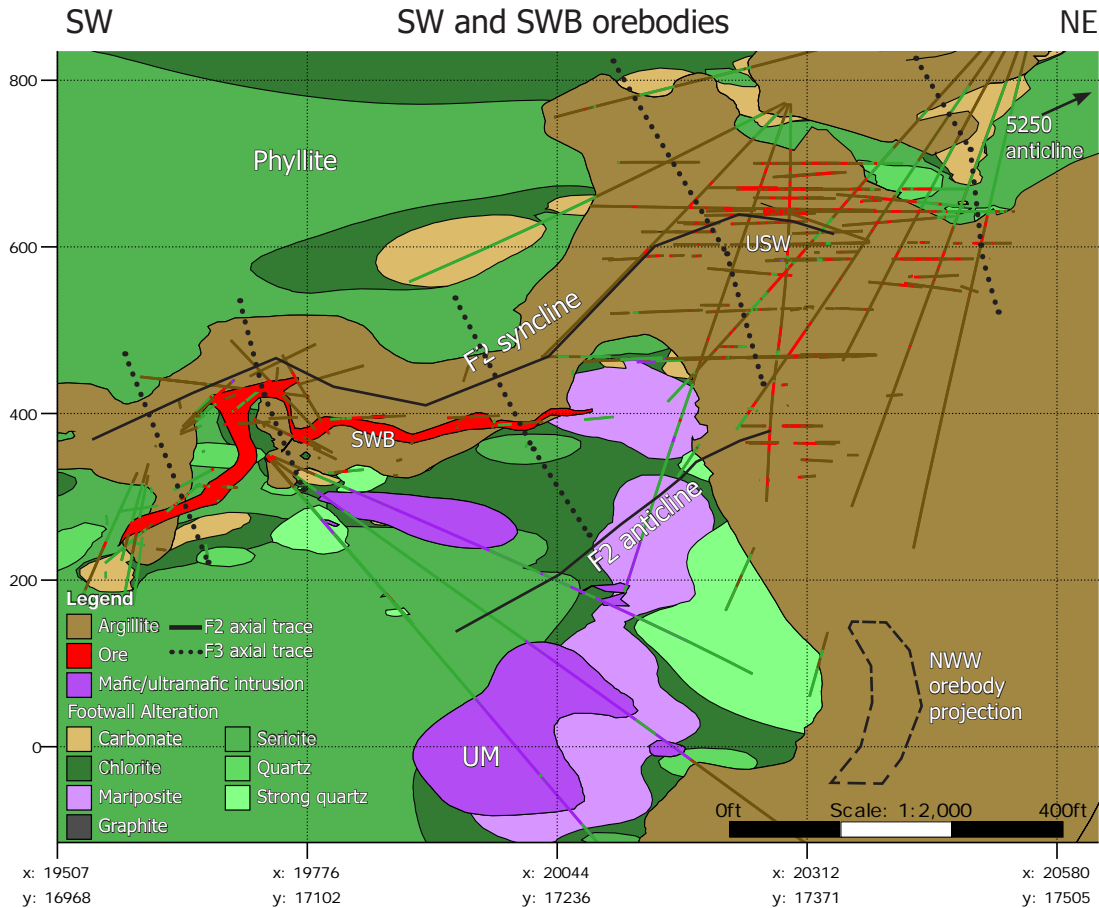 SW
SW and SWB orebodies
NE
800
5250
anticline
Phyllite
600
USW
F2 syncline
400
SWB
F2 anticline
200
Legend
Argillite
F2 axial trace
Ore
F3 axial trace
Mafic/ultramafic intrusion
NWW
orebody
projection
Footwall Alteration
Carbonate
Sericite
0
Chlorite
Quartz
UM
Mariposite
Strong quartz
Graphite
0ft
Scale: 1:2,000
400ft
x: 19507
x: 19776
x: 20044
x: 20312
x: 20580
y: 16968
y: 17102
y: 17236
y: 17371
y: 17505